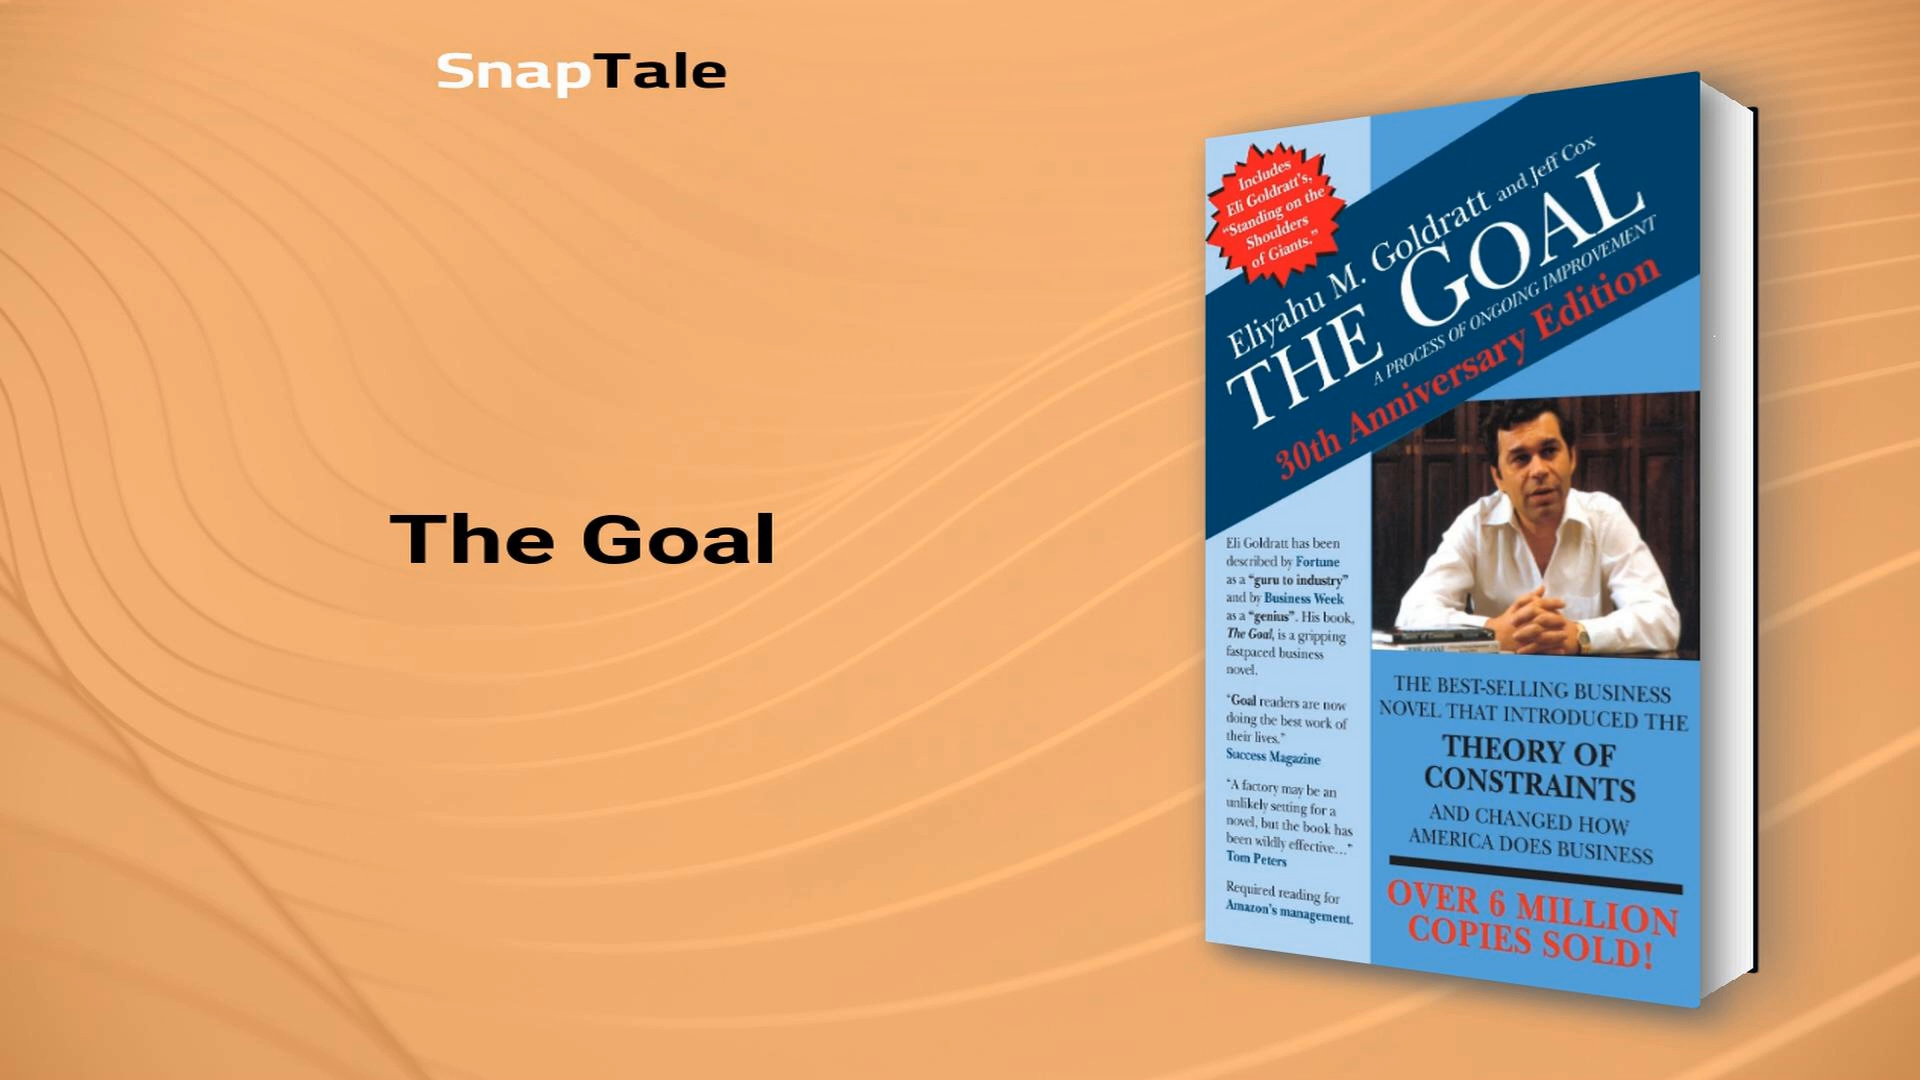 SnapTale
The Goal
Includes
Eli Goldratt's,
"Standing on the
Shoulders
of Giants."
Eliyahu M. Goldratt and Jeff Cox
THE GOAL
A PROCESS OF ONGOING IMPROVEMENT
30th Anniversary Edition
Eli Goldratt has been
described by Fortune
as a "guru to industry"
and by Business Week
as a "genius". His book,
The Goal, is a gripping
fastpaced business
novel.
"Goal readers are now
doing the best work of
their lives."
Success Magazine
"A factory may be an
unlikely setting for a
novel, but the book has
been wildly effective..."
Tom Peters
Required reading for
Amazon's management.
THE BEST-SELLING BUSINESS
NOVEL THAT INTRODUCED THE
THEORY OF
CONSTRAINTS
AND CHANGED HOW
AMERICA DOES BUSINESS
OVER 6 MILLION
COPIES SOLD!